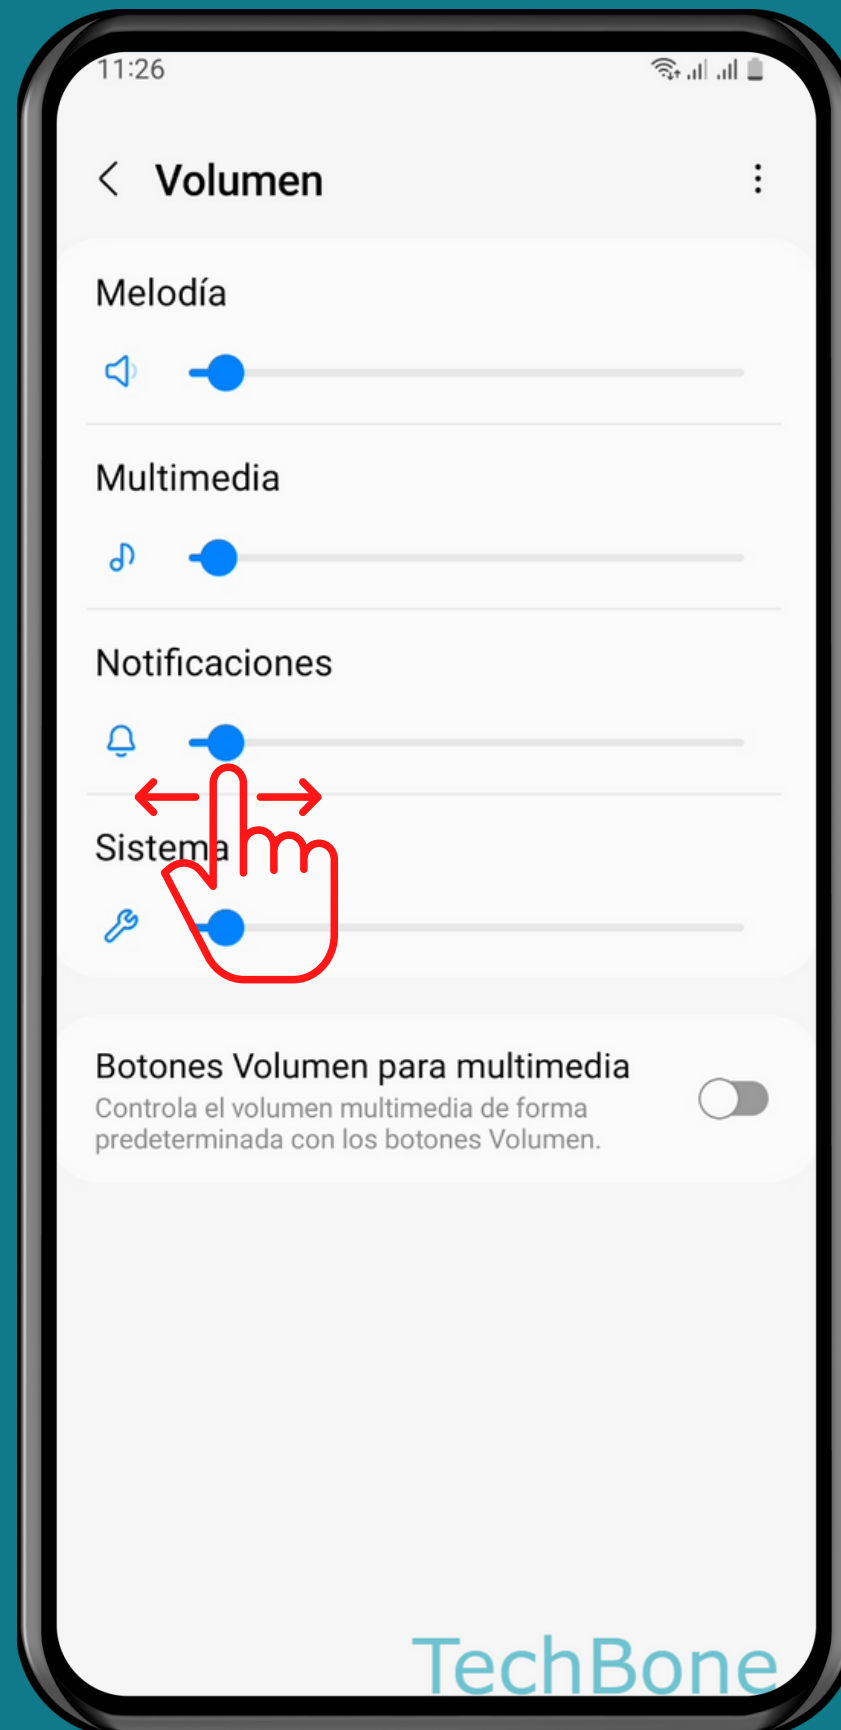 11:26
Volumen
Melodía
Multimedia
Notificaciones
Sistema
Botones Volumen para multimedia
Controla el volumen multimedia de forma
predeterminada con los botones Volumen.
TechBone